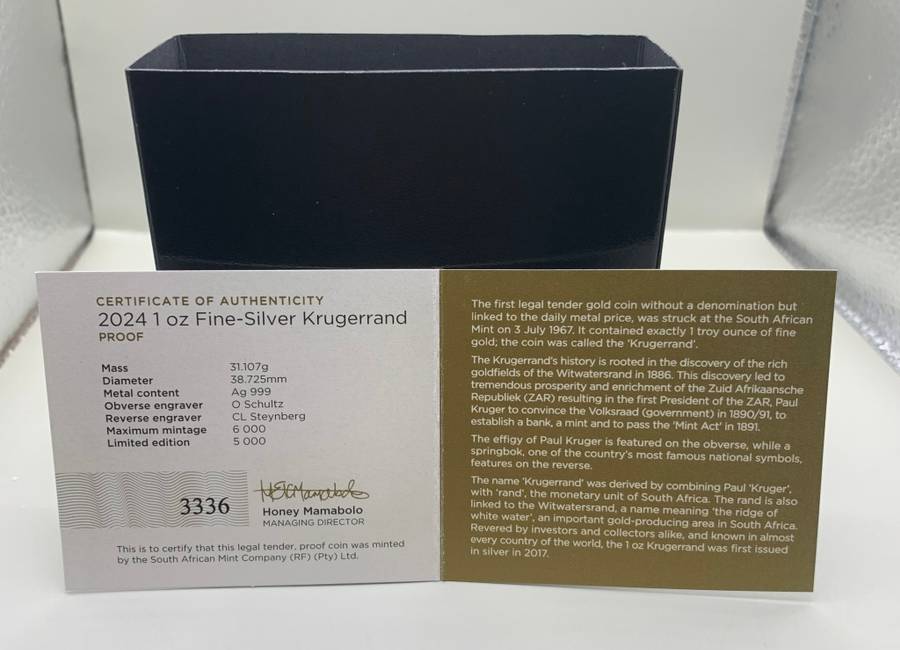 CERTIFICATE OF AUTHENTICITY
2024 1 oz Fine-Silver Krugerrand
PROOF
Mass 31.107g
Diameter 38.725mm
Metal content Ag 999
Obverse engraver O Schultz
Reverse engraver CL Steynberg
Maximum mintage 6 000
Limited edition 5 000
3336
Honey Mamabolo
MANAGING DIRECTOR
This is to certify that this legal tender, proof coin was minted
by the South African Mint Company (RF) (Pty) Ltd.
The first legal tender gold coin without a denomination but
linked to the daily metal price, was struck at the South African
Mint on 3 July 1967. It contained exactly 1 troy ounce of fine
gold; the coin was called the 'Krugerrand'.
The Krugerrand's history is rooted in the discovery of the rich
goldfields of the Witwatersrand in 1886. This discovery led to
tremendous prosperity and enrichment of the Zuid Afrikaansche
Republiek (ZAR) resulting in the first President of the ZAR, Paul
Kruger to convince the Volksraad (government) in 1890/91, to
establish a bank, a mint and to pass the 'Mint Act' in 1891.
The effigy of Paul Kruger is featured on the obverse, while a
springbok, one of the country's most famous national symbols,
features on the reverse.
The name 'Krugerrand' was derived by combining Paul 'Kruger',
with 'rand', the monetary unit of South Africa. The rand is also
linked to the Witwatersrand, a name meaning 'the ridge of
white water', an important gold-producing area in South Africa.
Revered by investors and collectors alike, and known in almost
every country of the world, the 1 oz Krugerrand was first issued
in silver in 2017.